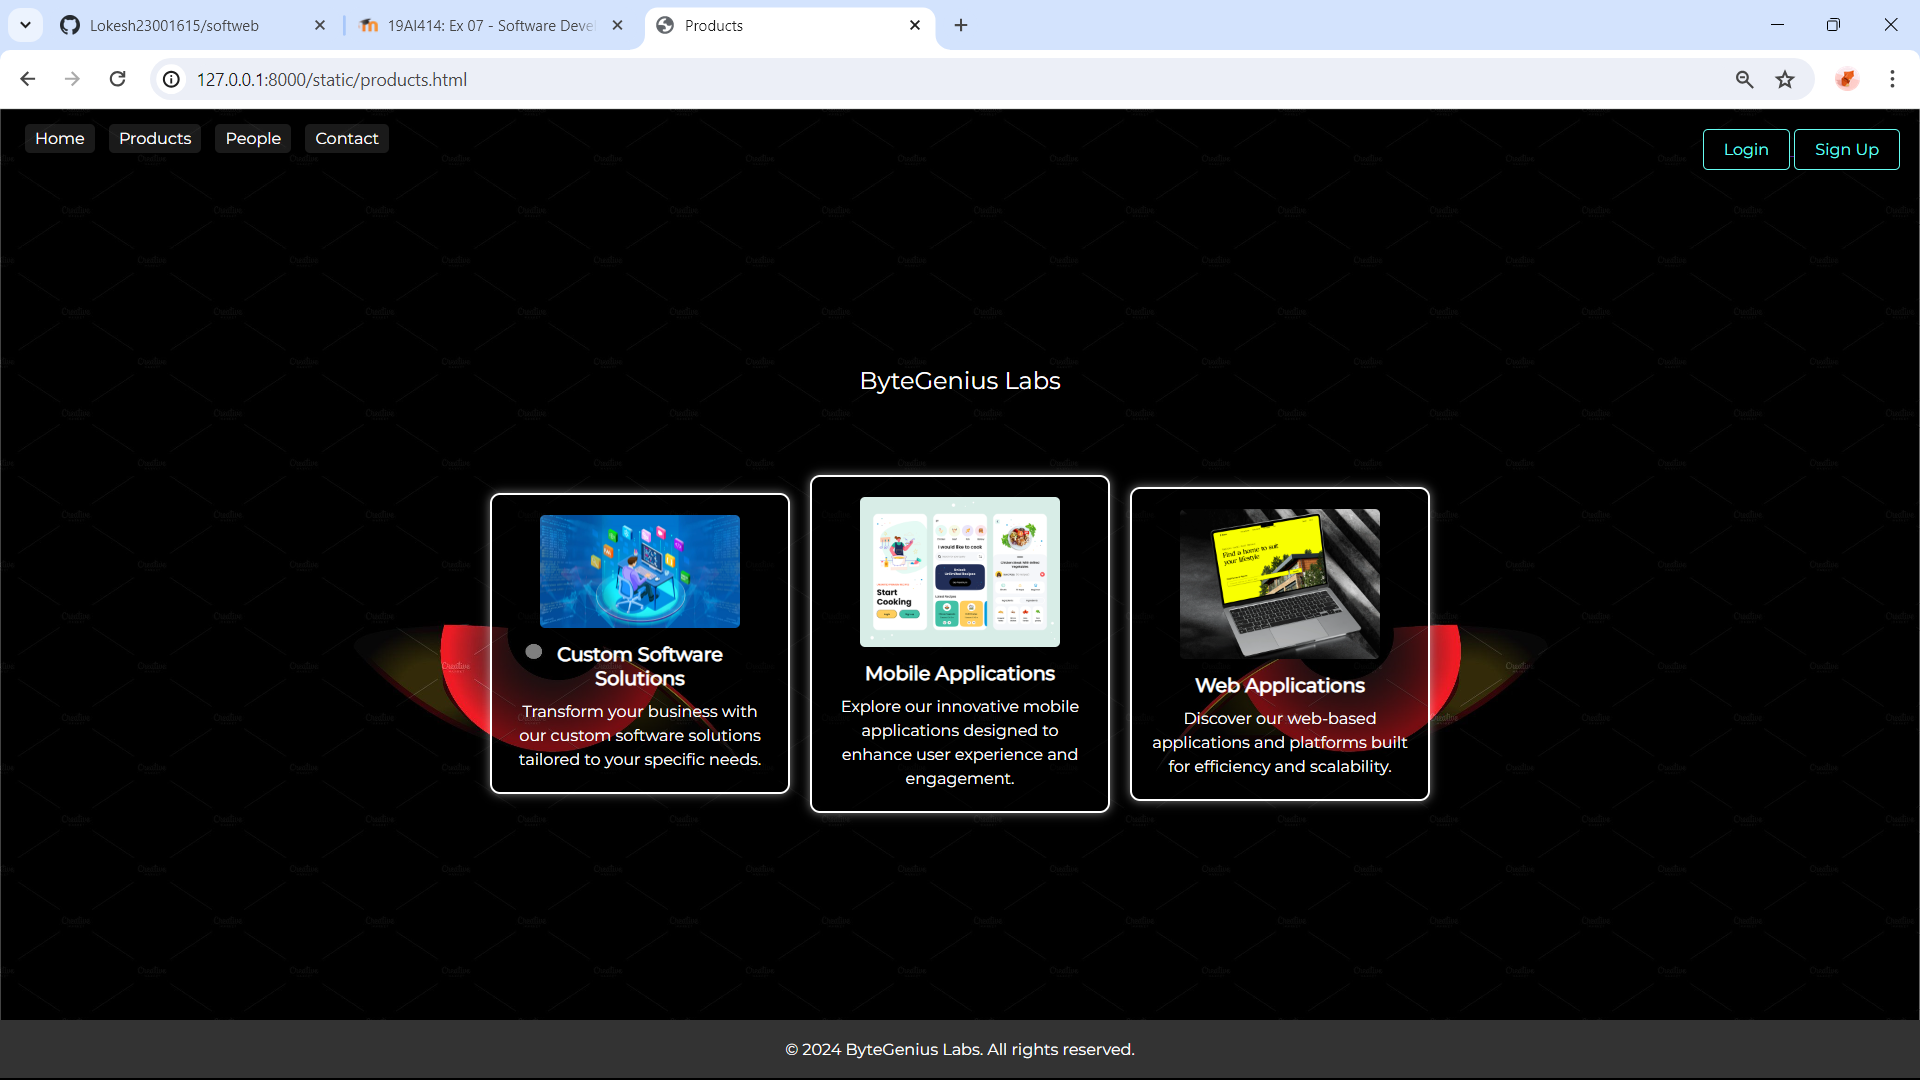 Lokesh23001615/softweb
19AI414: Ex 07 - Software Deve
Products
127.0.0.1:8000/static/products.html
Home Products People Contact
Login Sign Up
ByteGenius Labs
Custom Software
Solutions
Transform your business with
our custom software solutions
tailored to your specific needs.
I would like to cook
Start
Cooking
Mobile Applications
Explore our innovative mobile
applications designed to
enhance user experience and
engagement.
Find a home to suit
your lifestyle
Web Applications
Discover our web-based
applications and platforms built
for efficiency and scalability.
© 2024 ByteGenius Labs. All rights reserved.